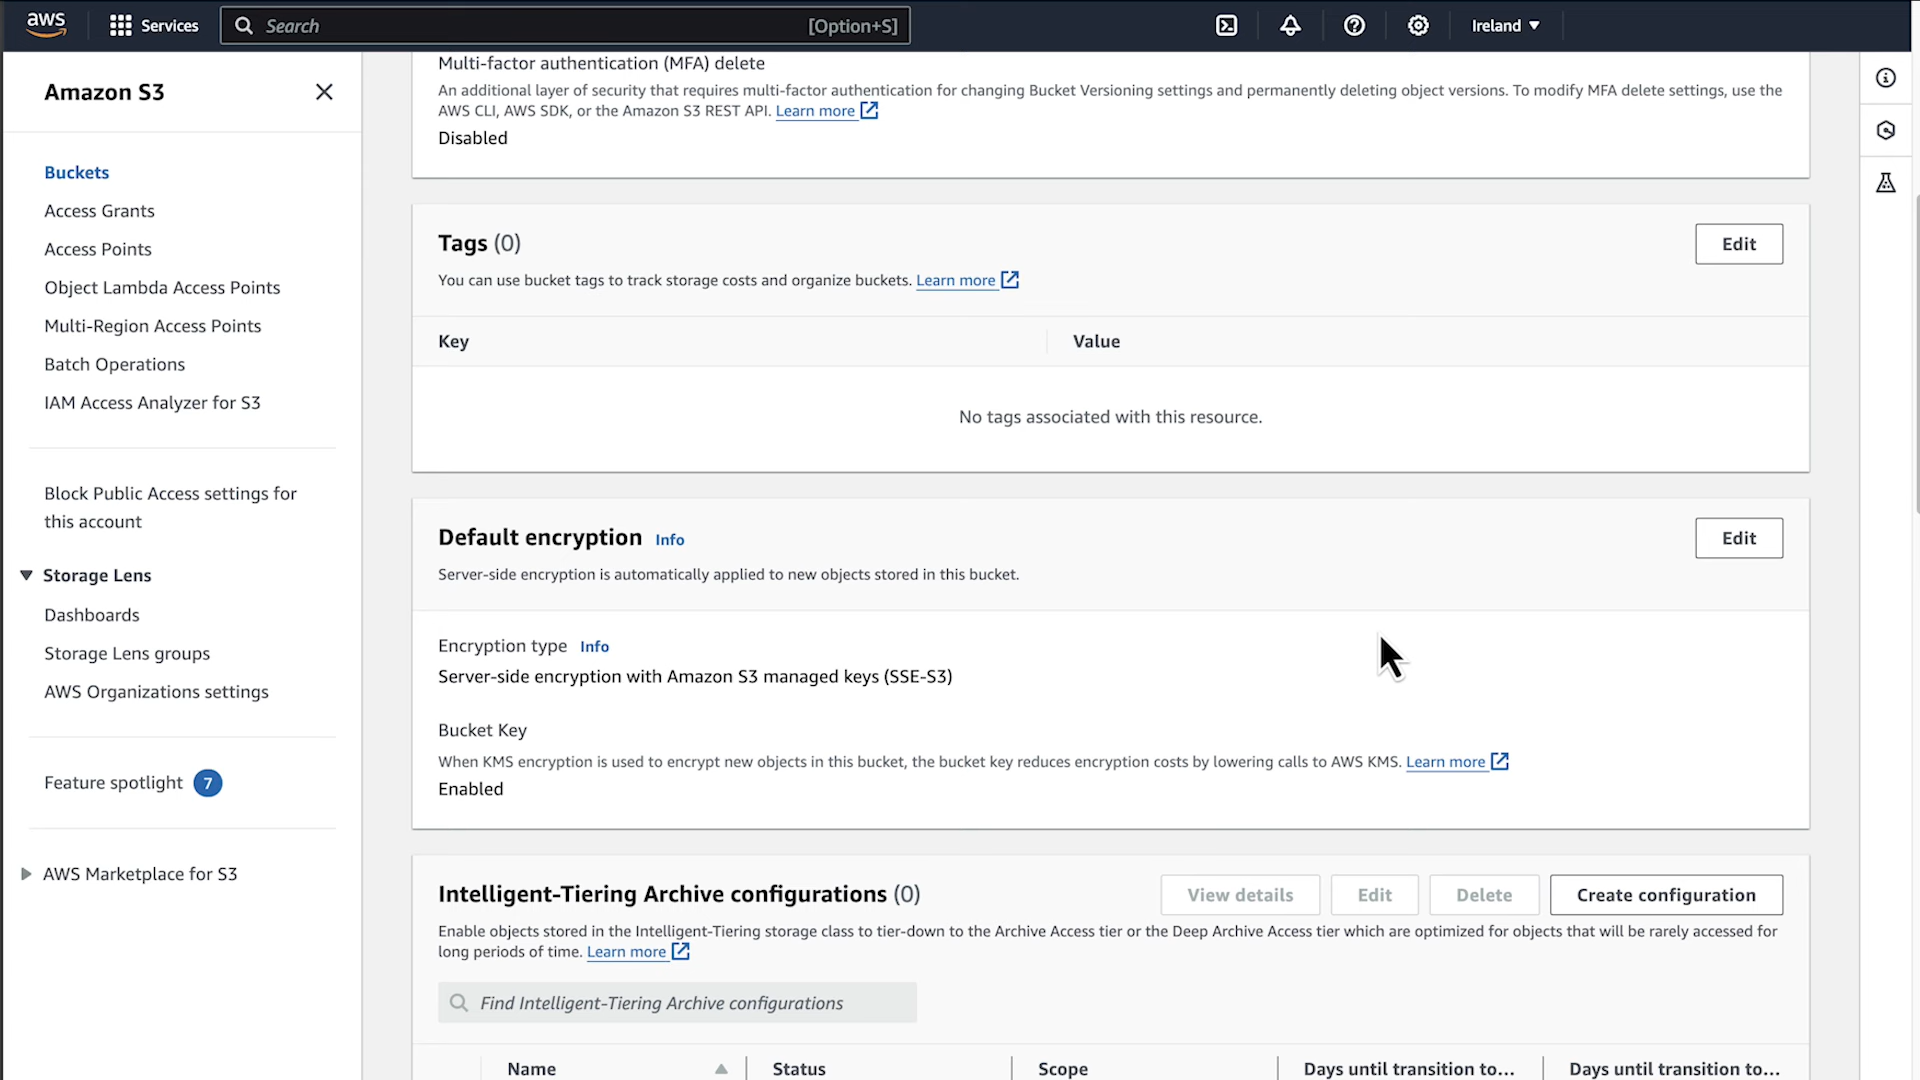 aws
Services
Search
[Option+S]
Ireland
Amazon S3
Buckets
Access Grants
Access Points
Object Lambda Access Points
Multi-Region Access Points
Batch Operations
IAM Access Analyzer for S3
Block Public Access settings for
this account
Storage Lens
Dashboards
Storage Lens groups
AWS Organizations settings
Feature spotlight 7
AWS Marketplace for S3
Multi-factor authentication (MFA) delete
An additional layer of security that requires multi-factor authentication for changing Bucket Versioning settings and permanently deleting object versions. To modify MFA delete settings, use the
AWS CLI, AWS SDK, or the Amazon S3 REST API. Learn more
Disabled
Tags (0)
Edit
You can use bucket tags to track storage costs and organize buckets. Learn more
Key Value
No tags associated with this resource.
Default encryption Info
Edit
Server-side encryption is automatically applied to new objects stored in this bucket.
Encryption type Info
Server-side encryption with Amazon S3 managed keys (SSE-S3)
Bucket Key
When KMS encryption is used to encrypt new objects in this bucket, the bucket key reduces encryption costs by lowering calls to AWS KMS. Learn more
Enabled
Intelligent-Tiering Archive configurations (0)
View details Edit Delete Create configuration
Enable objects stored in the Intelligent-Tiering storage class to tier-down to the Archive Access tier or the Deep Archive Access tier which are optimized for objects that will be rarely accessed for
long periods of time. Learn more
Find Intelligent-Tiering Archive configurations
Name Status Scope Days until transition to... Days until transition to...